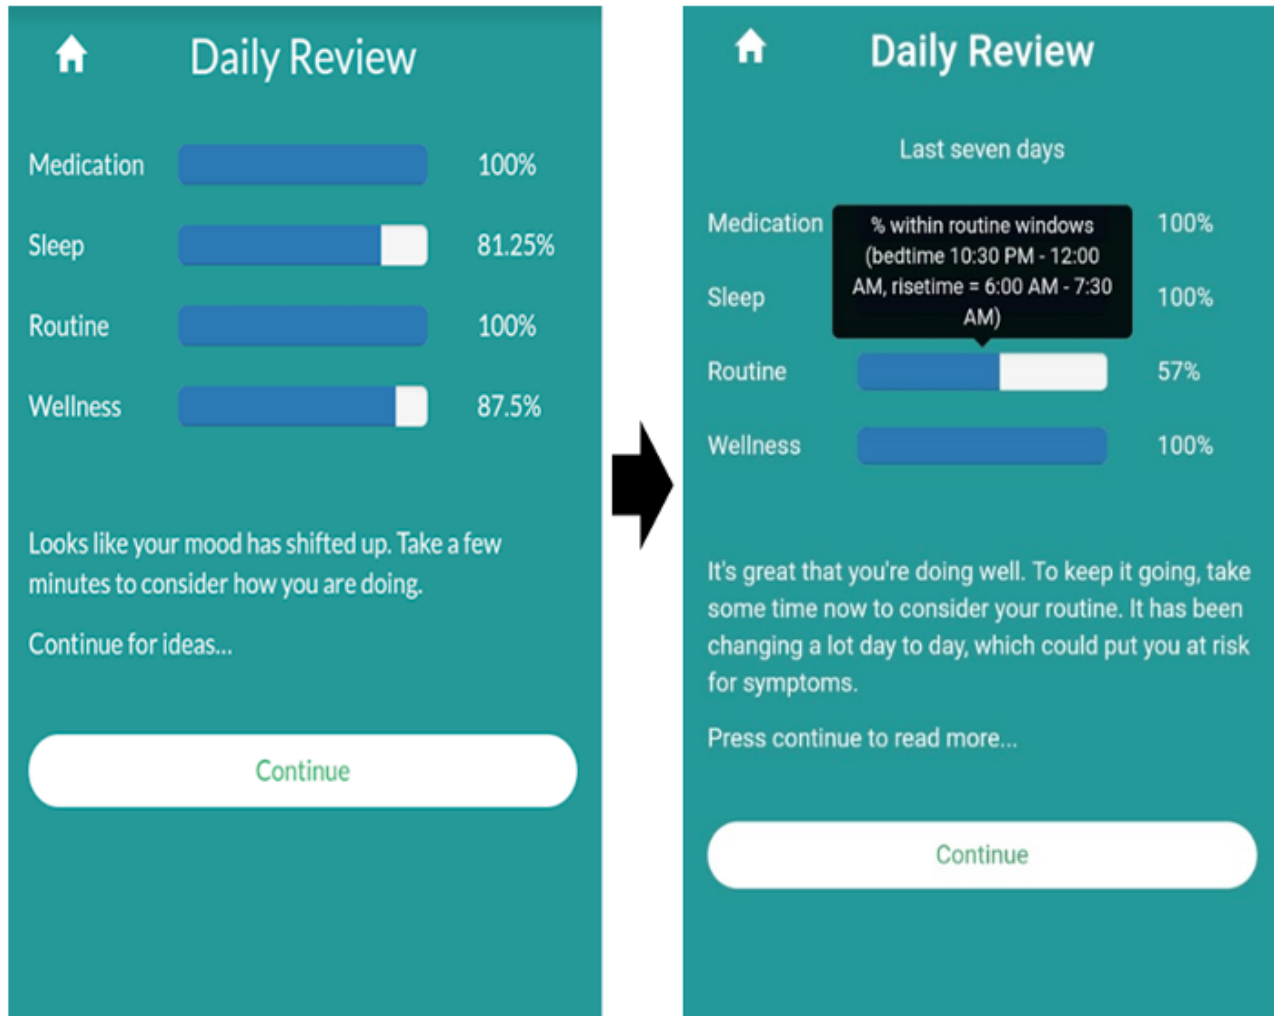 Daily Review
Medication 100%
Sleep 81.25%
Routine 100%
Wellness 87.5%
Looks like your mood has shifted up. Take a few
minutes to consider how you are doing.
Continue for ideas...
Continue
Daily Review
Last seven days
Medication 100%
% within routine windows
(bedtime 10:30 PM - 12:00
AM, risetime = 6:00 AM - 7:30
AM)
Sleep 100%
Routine 57%
Wellness 100%
It's great that you're doing well. To keep it going, take
some time now to consider your routine. It has been
changing a lot day to day, which could put you at risk
for symptoms.
Press continue to read more...
Continue